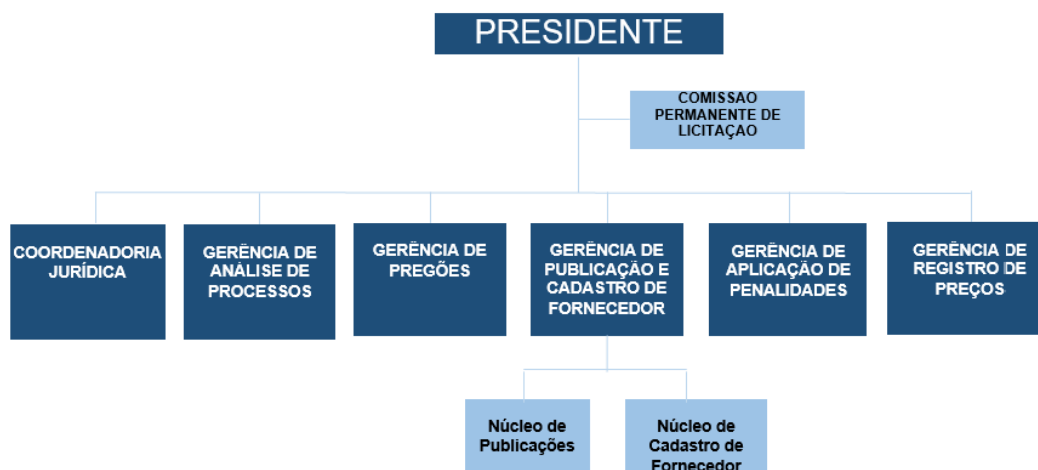 PRESIDENTE
COMISSAO
PERMANENTE DE
LICITAÇAO
COORDENADORIA
JURÍDICA
GERÊNCIA DE
ANÁLISE DE
PROCESSOS
GERÊNCIA DE
PREGÕES
GERÊNCIA DE
PUBLICAÇÃO E
CADASTRO DE
FORNECEDOR
GERÊNCIA DE
APLICAÇÃO DE
PENALIDADES
GERÊNCIA DE
REGISTRO DE
PREÇOS
Núcleo de
Publicações
Núcleo de
Cadastro de
Fornecedor